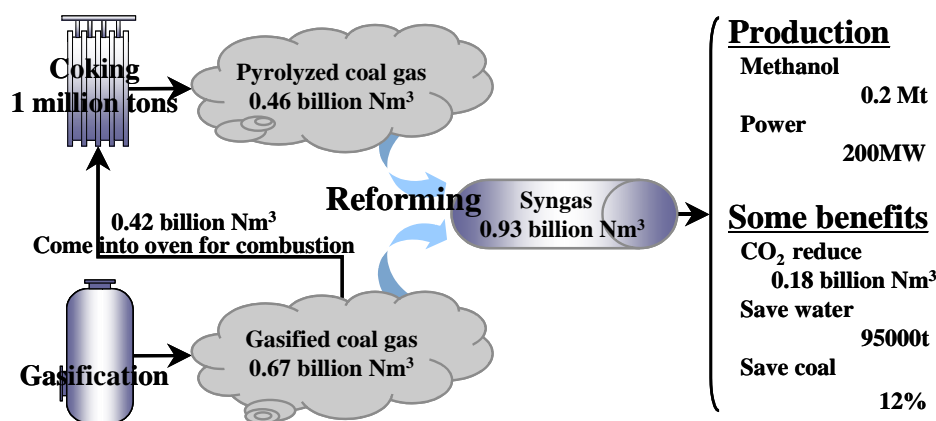 Coking
1 million tons
Pyrolyzed coal gas
0.46 billion Nm³
0.42 billion Nm³
Come into oven for combustion
Gasification
Gasified coal gas
0.67 billion Nm³
Reforming
Syngas
0.93 billion Nm³
Production
Methanol
0.2 Mt
Power
200MW
Some benefits
CO₂ reduce
0.18 billion Nm³
Save water
95000t
Save coal
12%